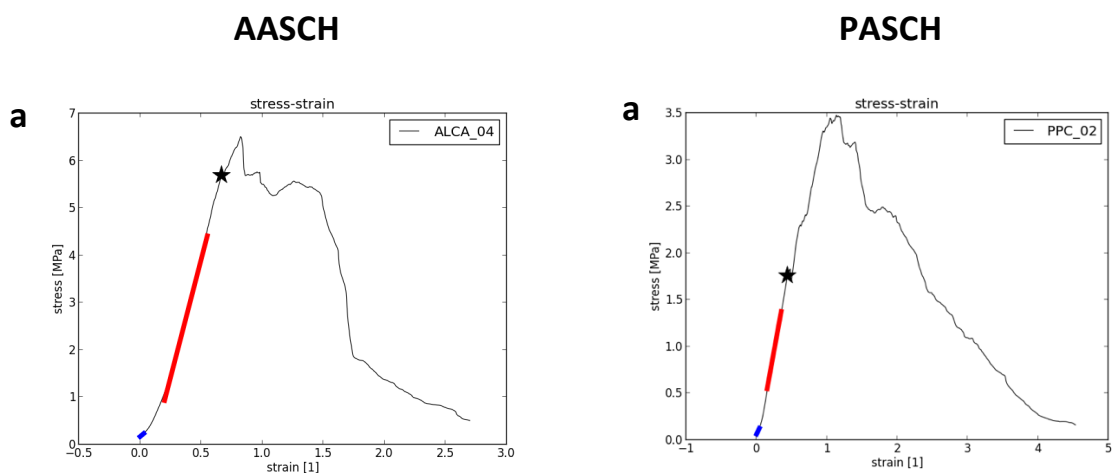 AASCH
PASCH
a
stress-strain
ALCA_04
7
6
5
4
3
2
1
0
stress [MPa]
−0.5 0.0 0.5 1.0 1.5 2.0 2.5 3.0
strain [1]
a
stress-strain
PPC_02
3.5
3.0
2.5
2.0
1.5
1.0
0.5
0.0
stress [MPa]
−1 0 1 2 3 4 5
strain [1]